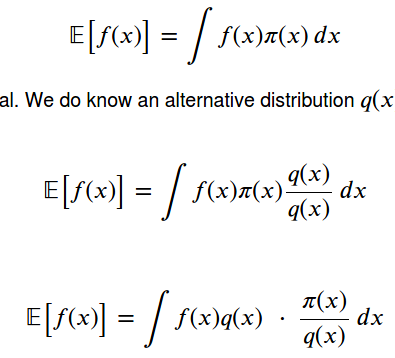 𝔼[f(x)] = ∫ f(x)π(x) dx
al. We do know an alternative distribution q(x
𝔼[f(x)] = ∫ f(x)π(x) q(x)/q(x) dx
𝔼[f(x)] = ∫ f(x)q(x) · π(x)/q(x) dx